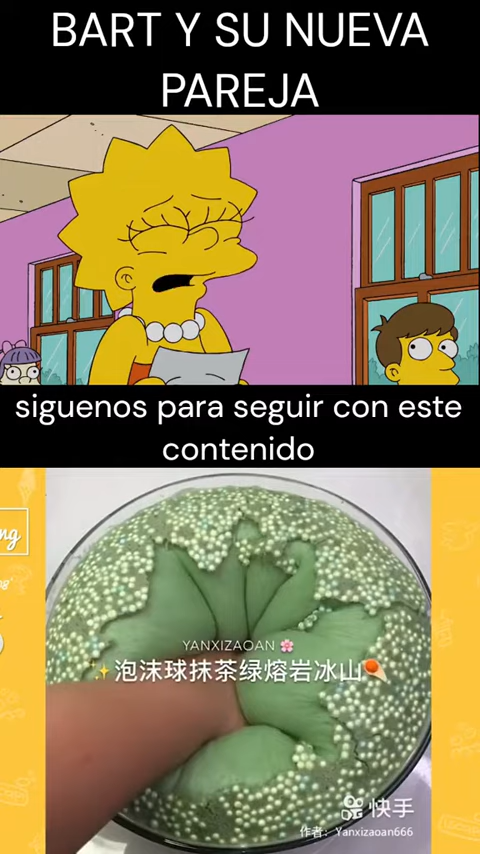 BART Y SU NUEVA
PAREJA
siguenos para seguir con este
contenido
ng
YANXIZAOAN 🌸
✨泡沫球抹茶绿熔岩冰山
快手
作者：Yanxizaoan666